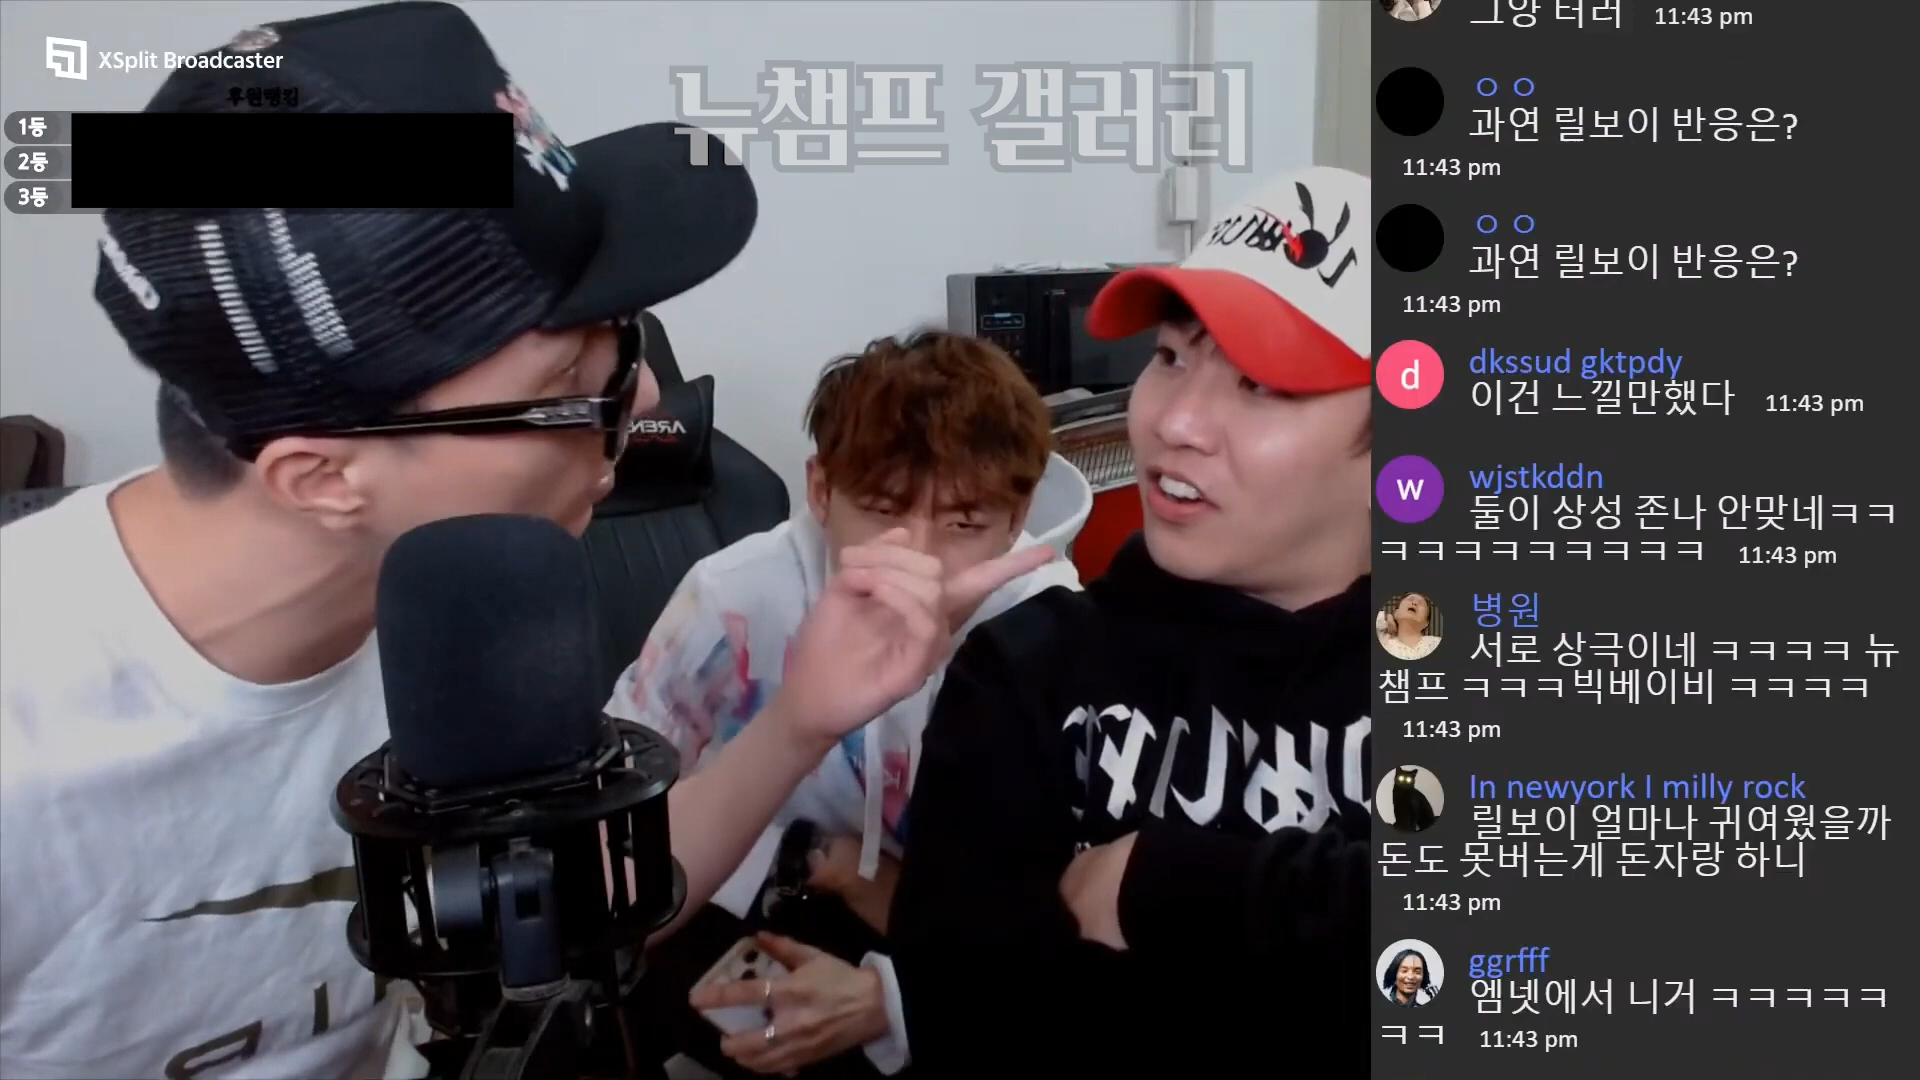 XSplit Broadcaster
후원랭킹
1등
2등
3등
뉴챔프 갤러리
그냥 터러 11:43 pm
ㅇㅇ
과연 릴보이 반응은?
11:43 pm
ㅇㅇ
과연 릴보이 반응은?
11:43 pm
d
dkssud gktpdy
이건 느낄만했다 11:43 pm
w
wjstkddn
둘이 상성 존나 안맞네ㅋㅋ
ㅋㅋㅋㅋㅋㅋㅋㅋㅋ 11:43 pm
병원
서로 상극이네 ㅋㅋㅋㅋ 뉴
챔프 ㅋㅋㅋ빅베이비 ㅋㅋㅋㅋ
11:43 pm
In newyork I milly rock
릴보이 얼마나 귀여웠을까
돈도 못버는게 돈자랑 하니
11:43 pm
ggrfff
엠넷에서 니거 ㅋㅋㅋㅋㅋ
ㅋㅋ 11:43 pm